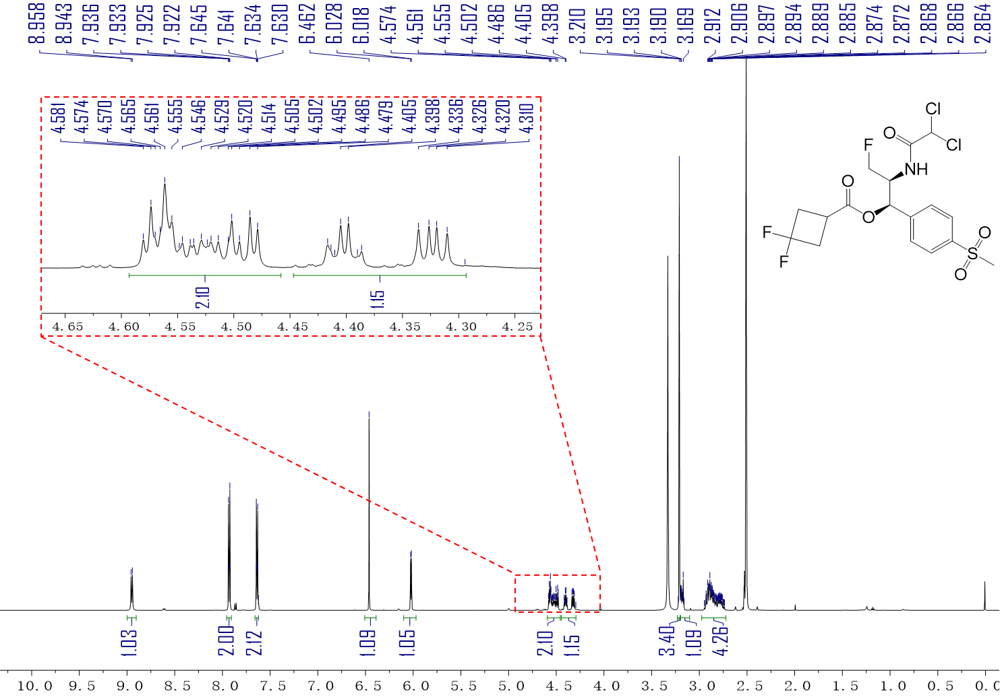 8.958 8.943 7.936 7.933 7.925 7.922 7.645 7.641 7.634 7.630 6.462 6.028 6.018 4.574 4.561 4.555 4.502 4.486 4.405 4.398 3.210 3.195 3.193 3.190 3.169 2.912 2.906 2.897 2.894 2.889 2.885 2.874 2.872 2.868 2.866 2.864
4.581 4.574 4.570 4.565 4.561 4.555 4.546 4.529 4.520 4.514 4.505 4.502 4.495 4.486 4.479 4.405 4.398 4.336 4.326 4.320 4.310
2.10 1.15
4.65 4.60 4.55 4.50 4.45 4.40 4.35 4.30 4.25
Cl
O
Cl
F
NH
O
O
F
F
O
S
O
1.03 2.00 2.12 1.09 1.05 2.10 1.15 3.40 1.09 4.26
10.0 9.5 9.0 8.5 8.0 7.5 7.0 6.5 6.0 5.5 5.0 4.5 4.0 3.5 3.0 2.5 2.0 1.5 1.0 0.5 0.0